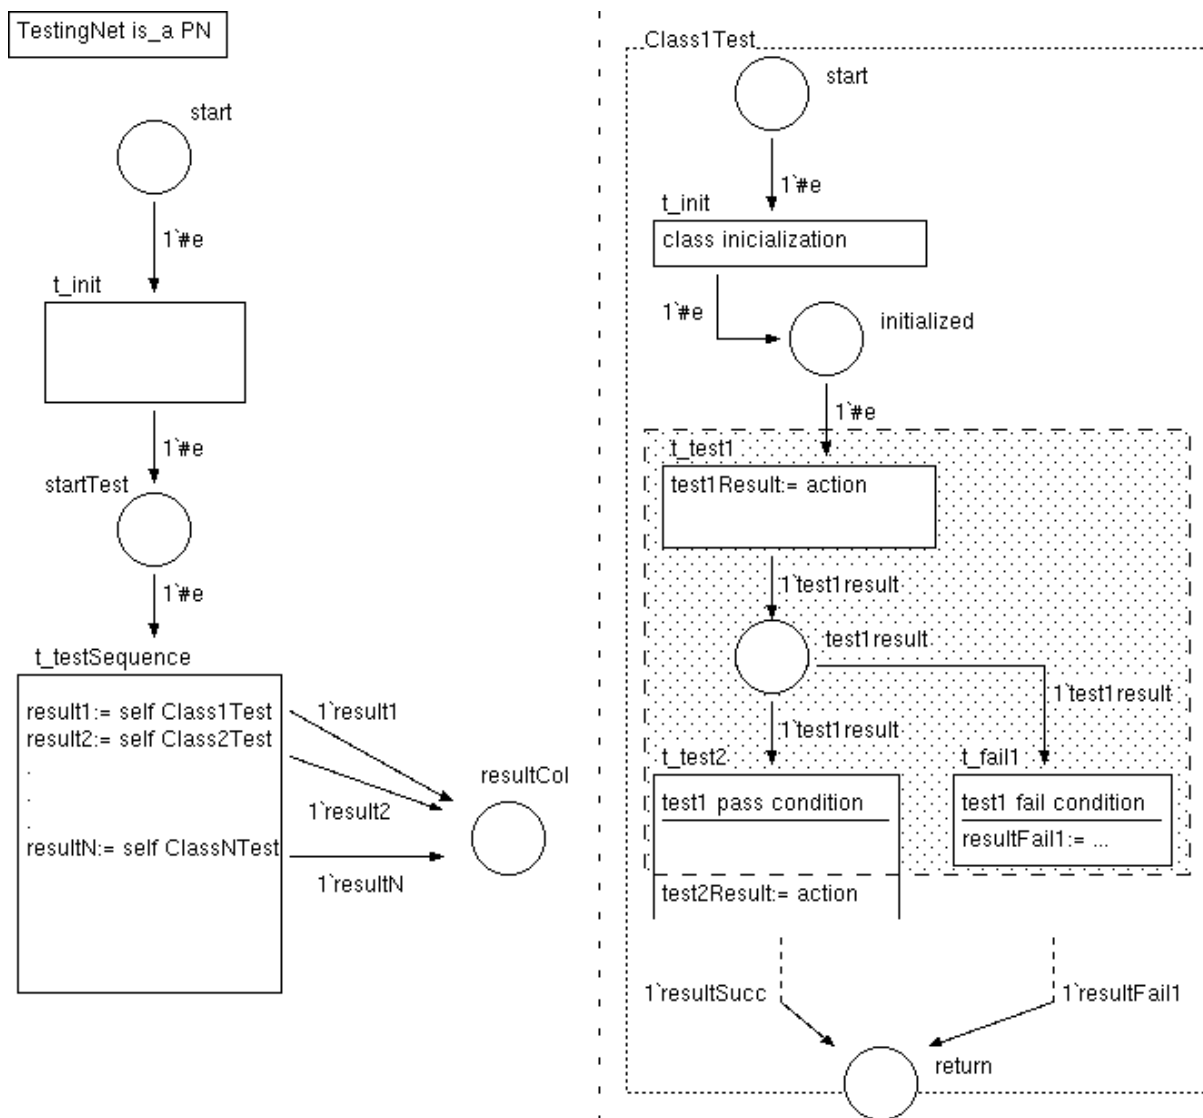 TestingNet is_a PN
start
1`#e
t_init
1`#e
startTest
1`#e
t_testSequence
result1:= self Class1Test
result2:= self Class2Test
.
.
.
resultN:= self ClassNTest
1`result1
1`result2
1`resultN
resultCol
Class1Test
start
1`#e
t_init
class inicialization
1`#e
initialized
1`#e
t_test1
test1Result:= action
1`test1result
test1result
1`test1result
1`test1result
t_test2
test1 pass condition
test2Result:= action
t_fail1
test1 fail condition
resultFail1:= ...
1`resultSucc
1`resultFail1
return